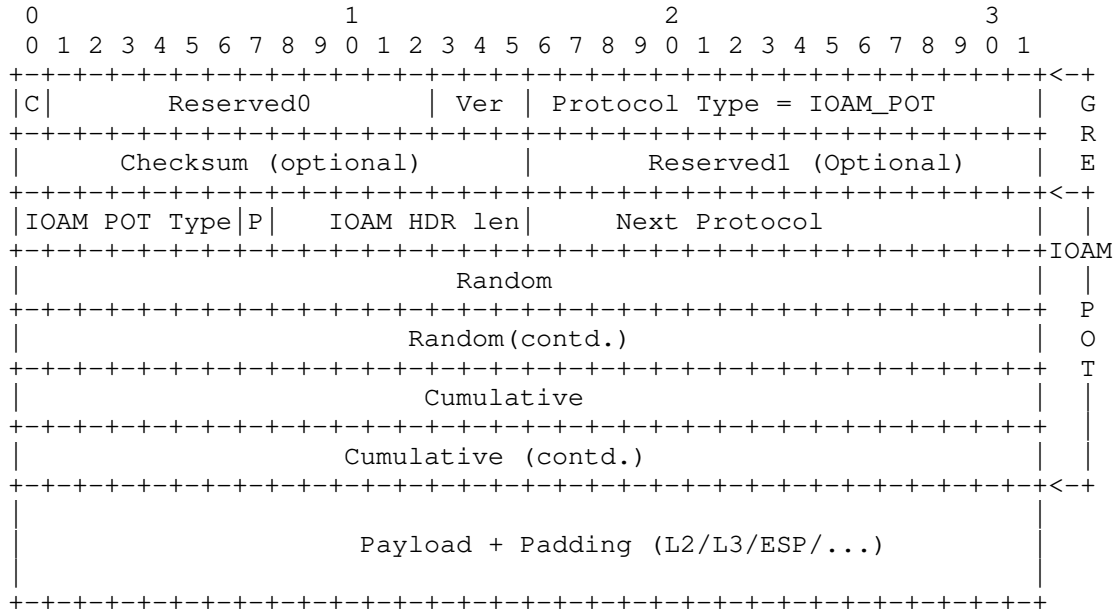 0                   1                   2                   3
0 1 2 3 4 5 6 7 8 9 0 1 2 3 4 5 6 7 8 9 0 1 2 3 4 5 6 7 8 9 0 1
+-+-+-+-+-+-+-+-+-+-+-+-+-+-+-+-+-+-+-+-+-+-+-+-+-+-+-+-+-+-+-+-+<-+
|C|       Reserved0       | Ver | Protocol Type = IOAM_POT      |  G
+-+-+-+-+-+-+-+-+-+-+-+-+-+-+-+-+-+-+-+-+-+-+-+-+-+-+-+-+-+-+-+-+  R
|      Checksum (optional)      |       Reserved1 (Optional)    |  E
+-+-+-+-+-+-+-+-+-+-+-+-+-+-+-+-+-+-+-+-+-+-+-+-+-+-+-+-+-+-+-+-+<-+
|IOAM POT Type|P|   IOAM HDR len|     Next Protocol             |  |
+-+-+-+-+-+-+-+-+-+-+-+-+-+-+-+-+-+-+-+-+-+-+-+-+-+-+-+-+-+-+-+-+IOAM
|                           Random                              |  |
+-+-+-+-+-+-+-+-+-+-+-+-+-+-+-+-+-+-+-+-+-+-+-+-+-+-+-+-+-+-+-+-+  P
|                        Random(contd.)                         |  O
+-+-+-+-+-+-+-+-+-+-+-+-+-+-+-+-+-+-+-+-+-+-+-+-+-+-+-+-+-+-+-+-+  T
|                         Cumulative                            |  |
+-+-+-+-+-+-+-+-+-+-+-+-+-+-+-+-+-+-+-+-+-+-+-+-+-+-+-+-+-+-+-+-+  |
|                    Cumulative (contd.)                        |  |
+-+-+-+-+-+-+-+-+-+-+-+-+-+-+-+-+-+-+-+-+-+-+-+-+-+-+-+-+-+-+-+-+<-+
|                                                               |
|                     Payload + Padding (L2/L3/ESP/...)         |
|                                                               |
+-+-+-+-+-+-+-+-+-+-+-+-+-+-+-+-+-+-+-+-+-+-+-+-+-+-+-+-+-+-+-+-+